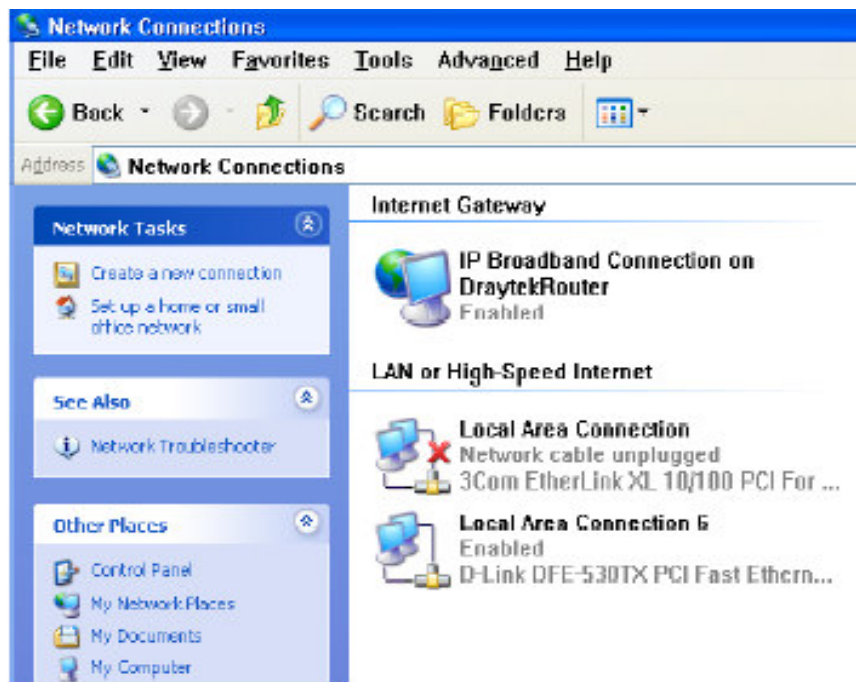 Network Connections
File Edit View Favorites Tools Advanced Help
Back Search Folders
Address Network Connections
Network Tasks
Create a new connection
Set up a home or small
office network
See Also
Network Troubleshooter
Other Places
Control Panel
My Network Places
My Documents
My Computer
Internet Gateway
IP Broadband Connection on
DraytekRouter
Enabled
LAN or High-Speed Internet
Local Area Connection
Network cable unplugged
3Com EtherLink XL 10/100 PCI For ...
Local Area Connection 6
Enabled
D-Link DFE-530TX PCI Fast Ethern...